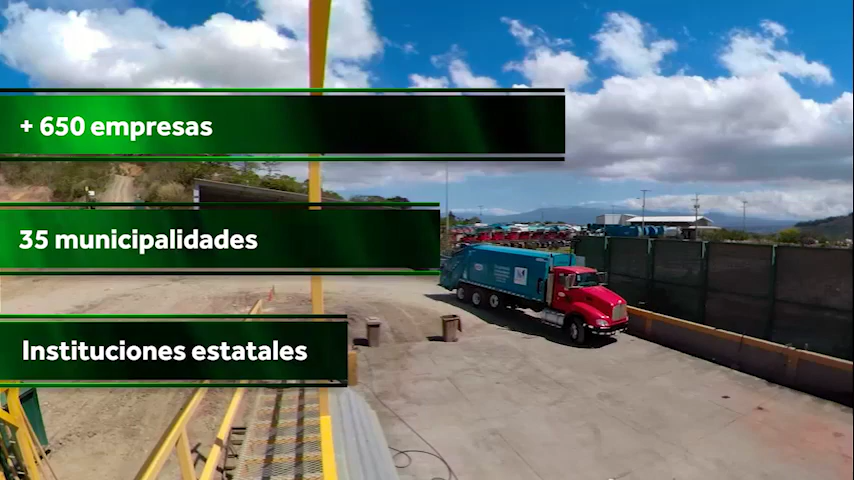 + 650 empresas
35 municipalidades
Instituciones estatales